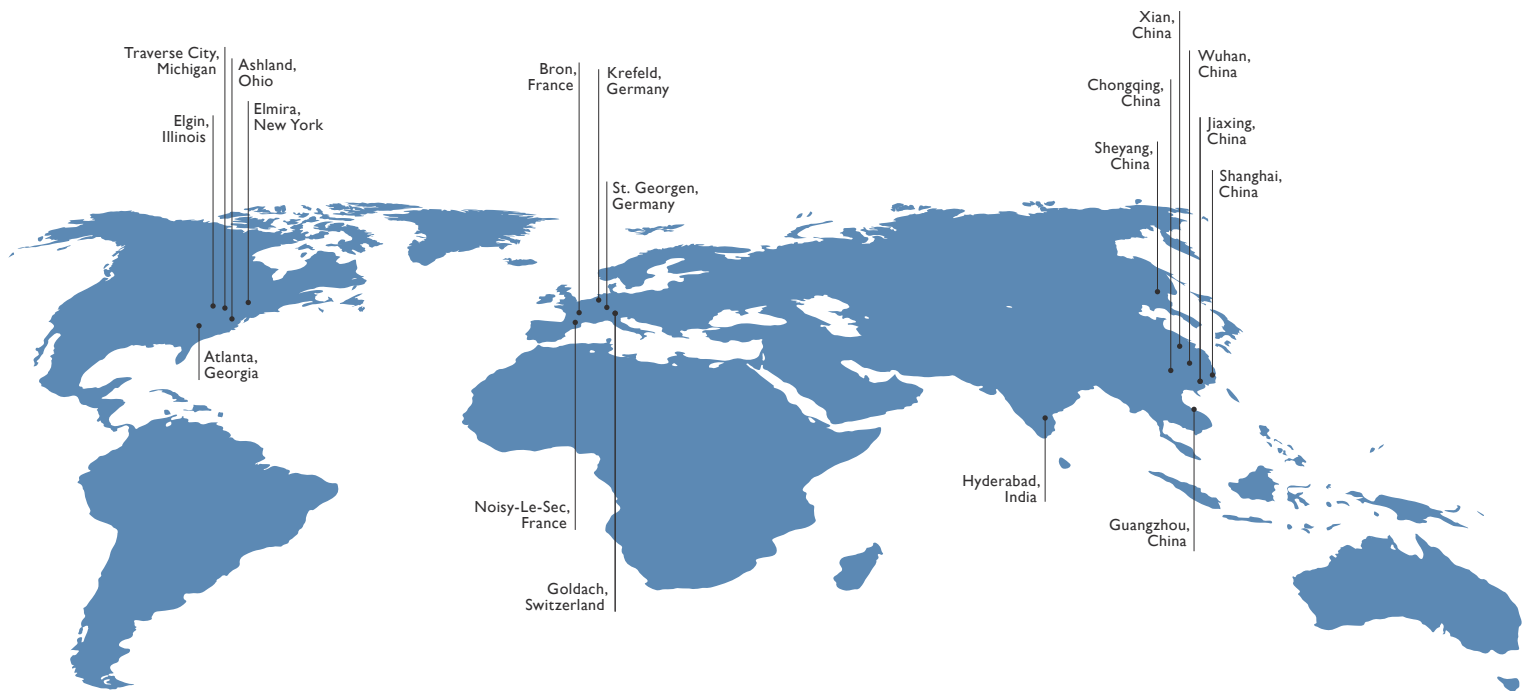 Traverse City,
Michigan
Ashland,
Ohio
Elmira,
New York
Elgin,
Illinois
Atlanta,
Georgia
Bron,
France
Krefeld,
Germany
St. Georgen,
Germany
Noisy-Le-Sec,
France
Goldach,
Switzerland
Xian,
China
Wuhan,
China
Chongqing,
China
Jiaxing,
China
Sheyang,
China
Shanghai,
China
Hyderabad,
India
Guangzhou,
China